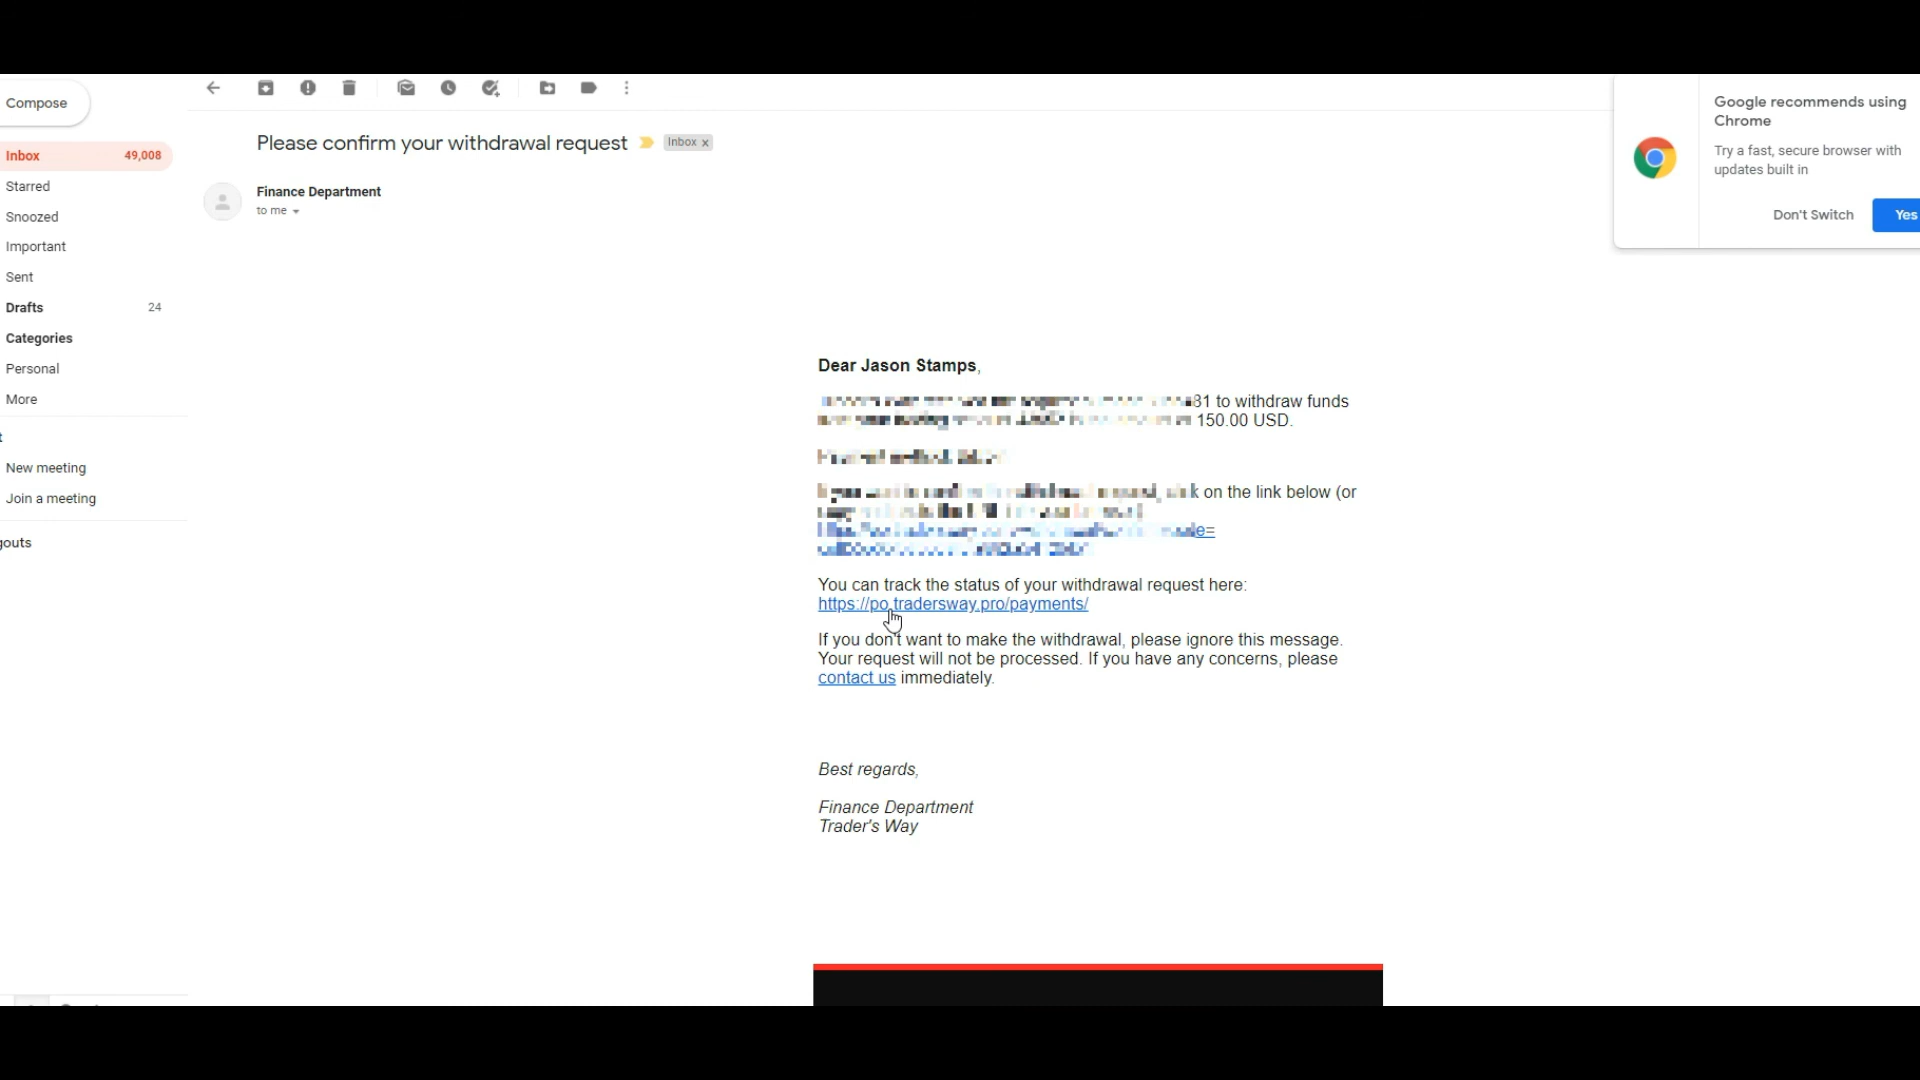 Compose
Inbox 49,008
Starred
Snoozed
Important
Sent
Drafts 24
Categories
Personal
More
t
New meeting
Join a meeting
gouts
Please confirm your withdrawal request Inbox x
Finance Department
to me
Google recommends using
Chrome
Try a fast, secure browser with
updates built in
Don't Switch Yes
Dear Jason Stamps,
31 to withdraw funds
150.00 USD.
on the link below (or
e=
You can track the status of your withdrawal request here:
https://po.tradersway.pro/payments/
If you don't want to make the withdrawal, please ignore this message.
Your request will not be processed. If you have any concerns, please
contact us immediately.
Best regards,
Finance Department
Trader's Way